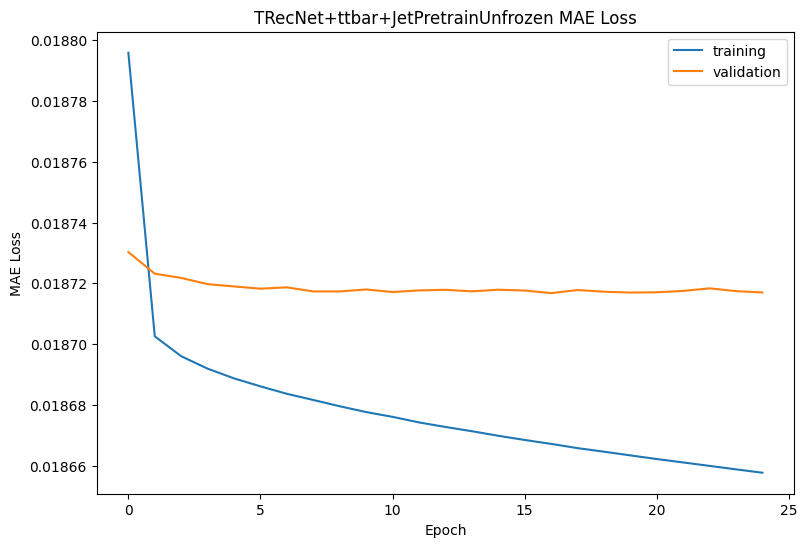 TRecNet+ttbar+JetPretrainUnfrozen MAE Loss
0.01880
0.01878
0.01876
0.01874
0.01872
0.01870
0.01868
0.01866
MAE Loss
training
validation
0 5 10 15 20 25
Epoch